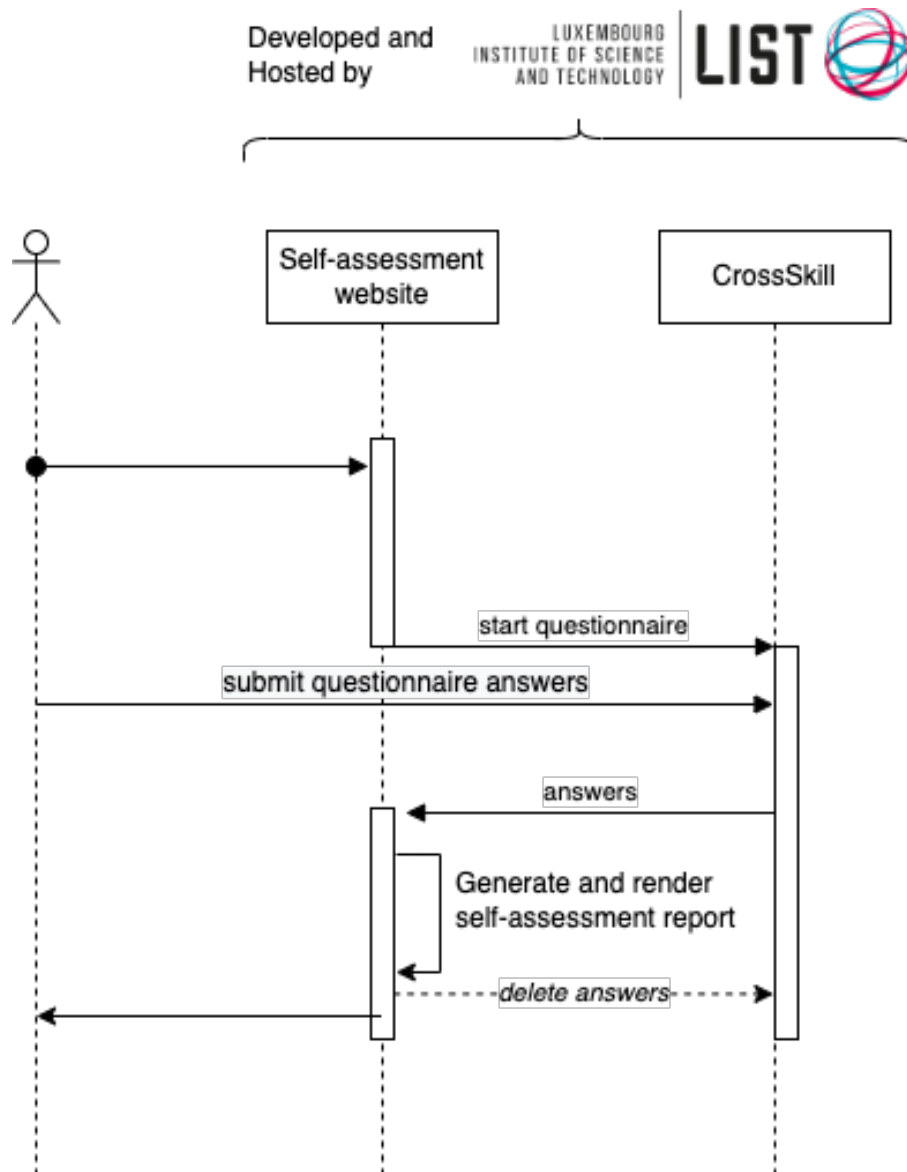 Developed and
Hosted by
LUXEMBOURG
INSTITUTE OF SCIENCE
AND TECHNOLOGY
LIST
Self-assessment
website
CrossSkill
start questionnaire
submit questionnaire answers
answers
Generate and render
self-assessment report
delete answers